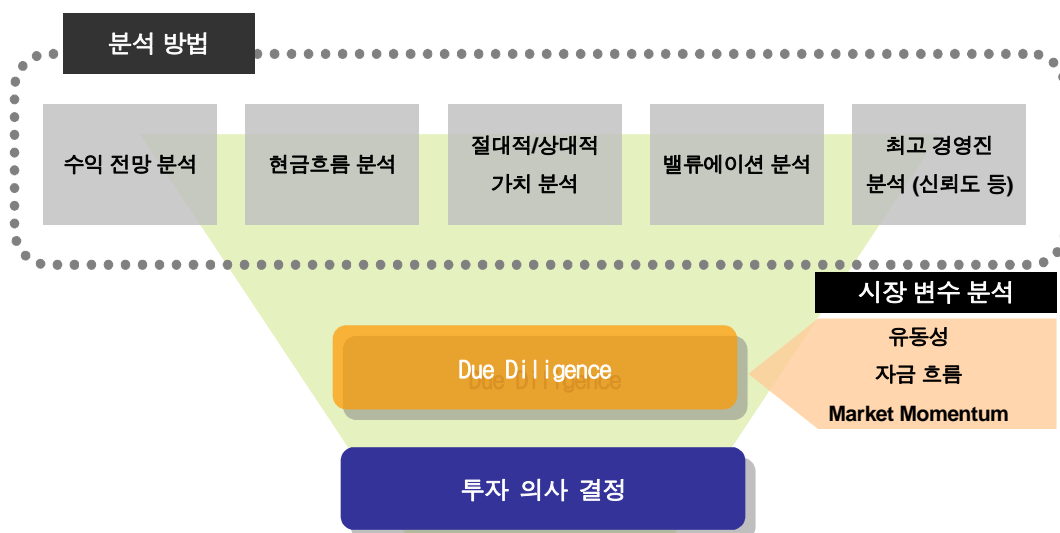 분석 방법
수익 전망 분석
현금흐름 분석
절대적/상대적
가치 분석
밸류에이션 분석
최고 경영진
분석 (신뢰도 등)
시장 변수 분석
유동성
자금 흐름
Market Momentum
Due Diligence
투자 의사 결정